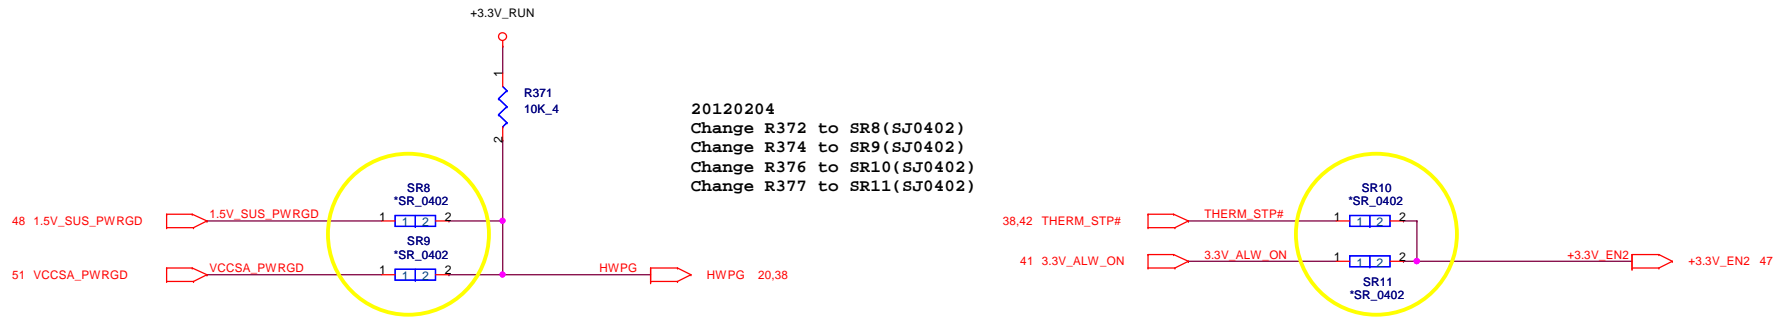 +3.3V_RUN
1
R371
10K_4
2
20120204
Change R372 to SR8(SJ0402)
Change R374 to SR9(SJ0402)
Change R376 to SR10(SJ0402)
Change R377 to SR11(SJ0402)
SR8
*SR_0402
48 1.5V_SUS_PWRGD 1.5V_SUS_PWRGD 1 1 2 2
SR9
*SR_0402
51 VCCSA_PWRGD VCCSA_PWRGD 1 1 2 2 HWPG HWPG 20,38
SR10
*SR_0402
38,42 THERM_STP# THERM_STP# 1 1 2 2
41 3.3V_ALW_ON 3.3V_ALW_ON 1 1 2 2 +3.3V_EN2 +3.3V_EN2 47
SR11
*SR_0402